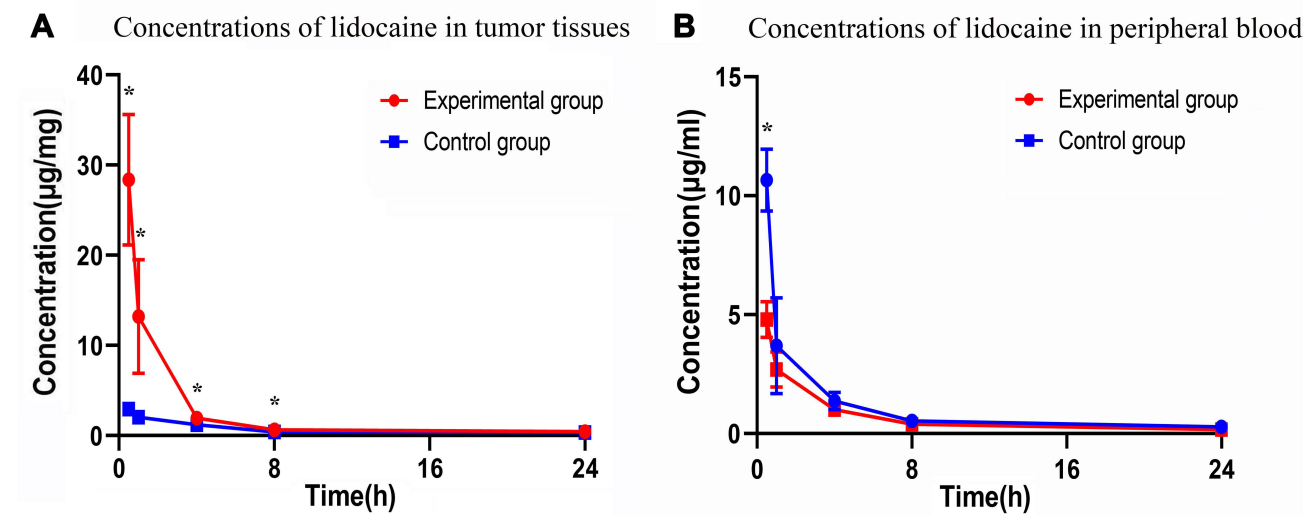 A Concentrations of lidocaine in tumor tissues
Concentration(µg/mg)
40
30
20
10
0
*
*
*
*
Experimental group
Control group
0 8 16 24
Time(h)
B Concentrations of lidocaine in peripheral blood
Concentration(µg/ml)
15
10
5
0
*
Experimental group
Control group
0 8 16 24
Time(h)